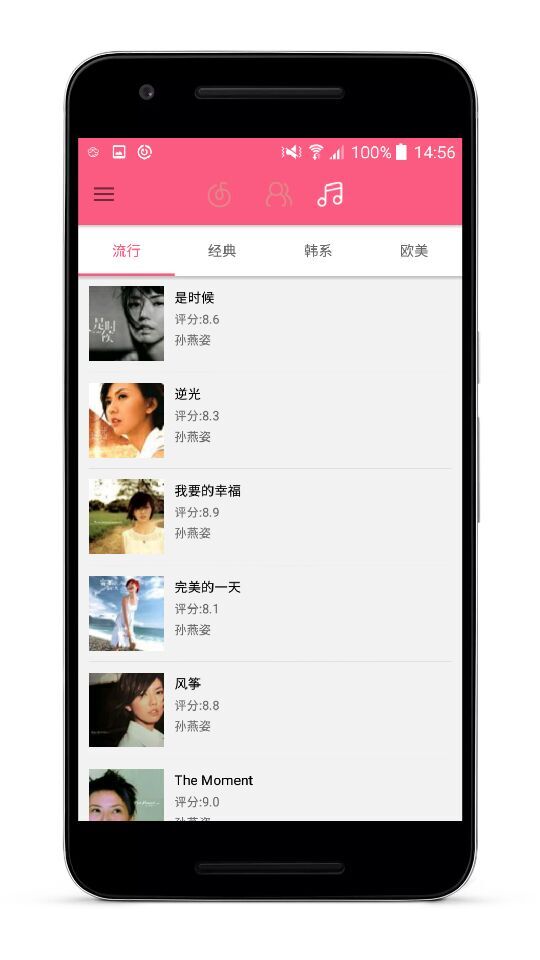 100% 14:56
流行 经典 韩系 欧美
是时候
评分:8.6
孙燕姿
逆光
评分:8.3
孙燕姿
我要的幸福
评分:8.9
孙燕姿
完美的一天
评分:8.1
孙燕姿
风筝
评分:8.8
孙燕姿
The Moment
评分:9.0
孙燕姿